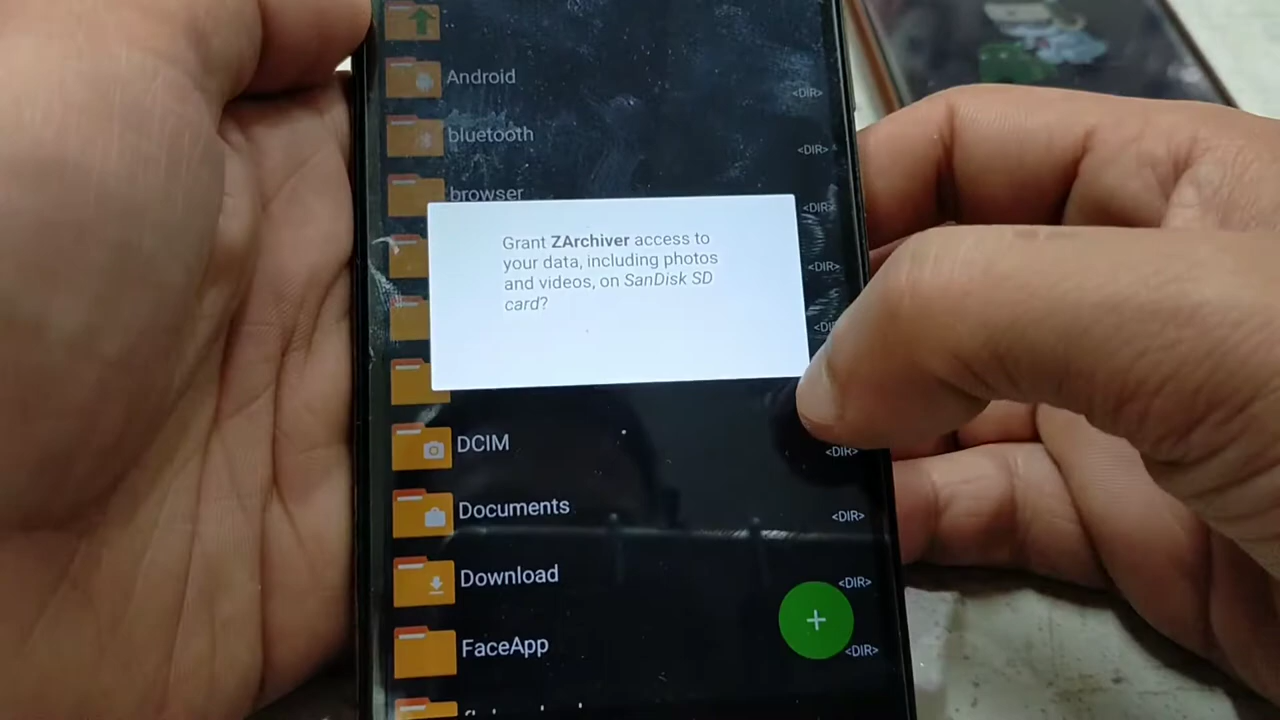 Android
<DIR>
bluetooth
<DIR>
browser
<DIR>
Grant ZArchiver access to
your data, including photos
and videos, on SanDisk SD
card?
<DIR>
DCIM
<DIR>
Documents
<DIR>
Download
<DIR>
+
FaceApp
<DIR>